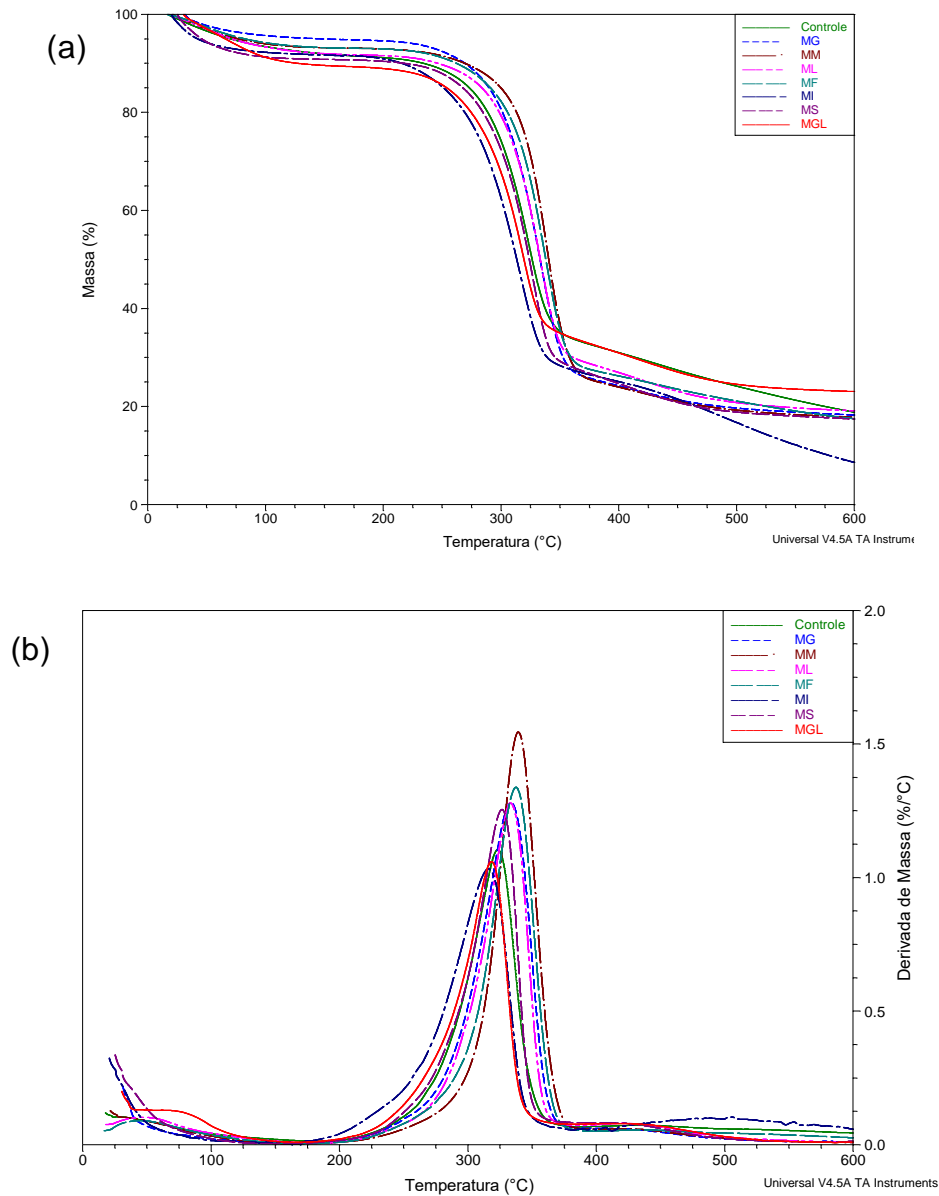 (a)
100
80
60
40
20
0
Massa (%)
0 100 200 300 400 500 600
Temperatura (°C)
Controle
MG
MM
ML
MF
MI
MS
MGL
Universal V4.5A TA Instrume
(b)
2.0
1.5
1.0
0.5
0.0
Derivada de Massa (%/°C)
0 100 200 300 400 500 600
Temperatura (°C)
Controle
MG
MM
ML
MF
MI
MS
MGL
Universal V4.5A TA Instruments